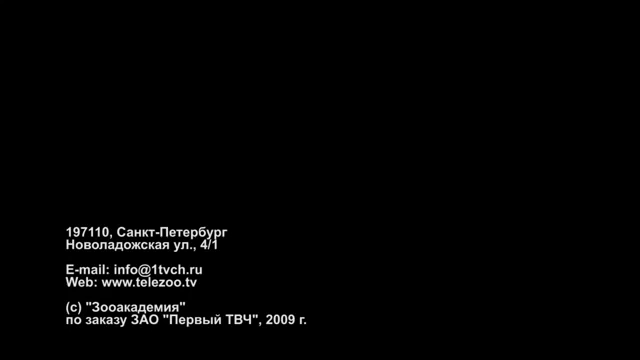 197110, Санкт-Петербург
Новоладожская ул., 4/1
E-mail: info@1tvch.ru
Web: www.telezoo.tv
(с) "Зооакадемия"
по заказу ЗАО "Первый ТВЧ", 2009 г.